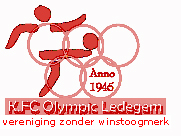 Anno
1946
K.FC Olympic Ledegem
vereniging zonder winstoogmerk